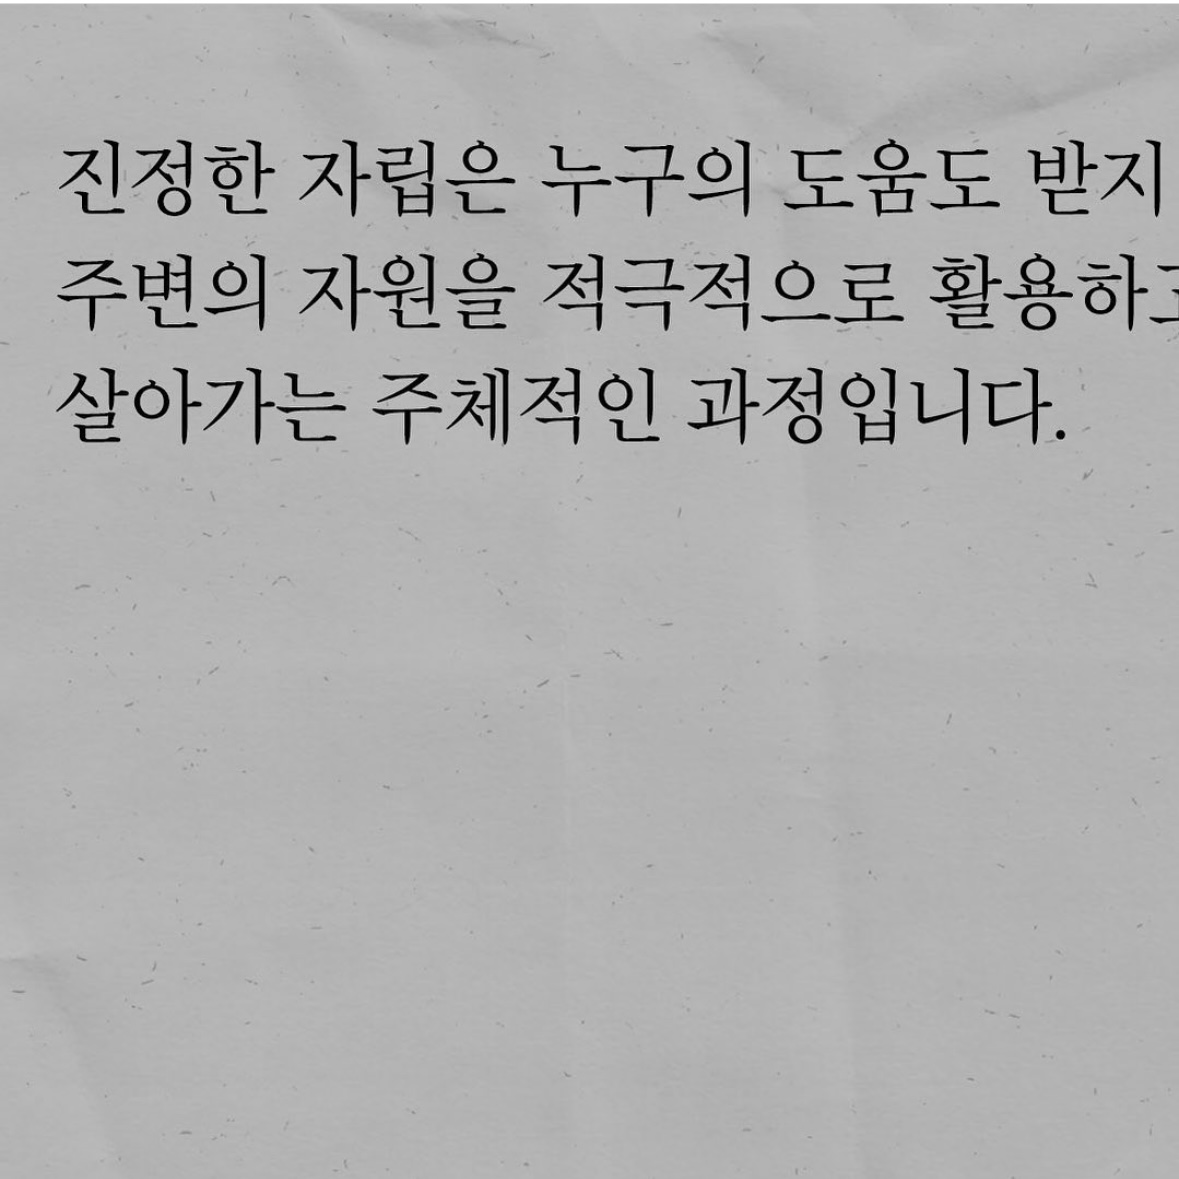 진정한 자립은 누구의 도움도 받지
주변의 자원을 적극적으로 활용하고
살아가는 주체적인 과정입니다.